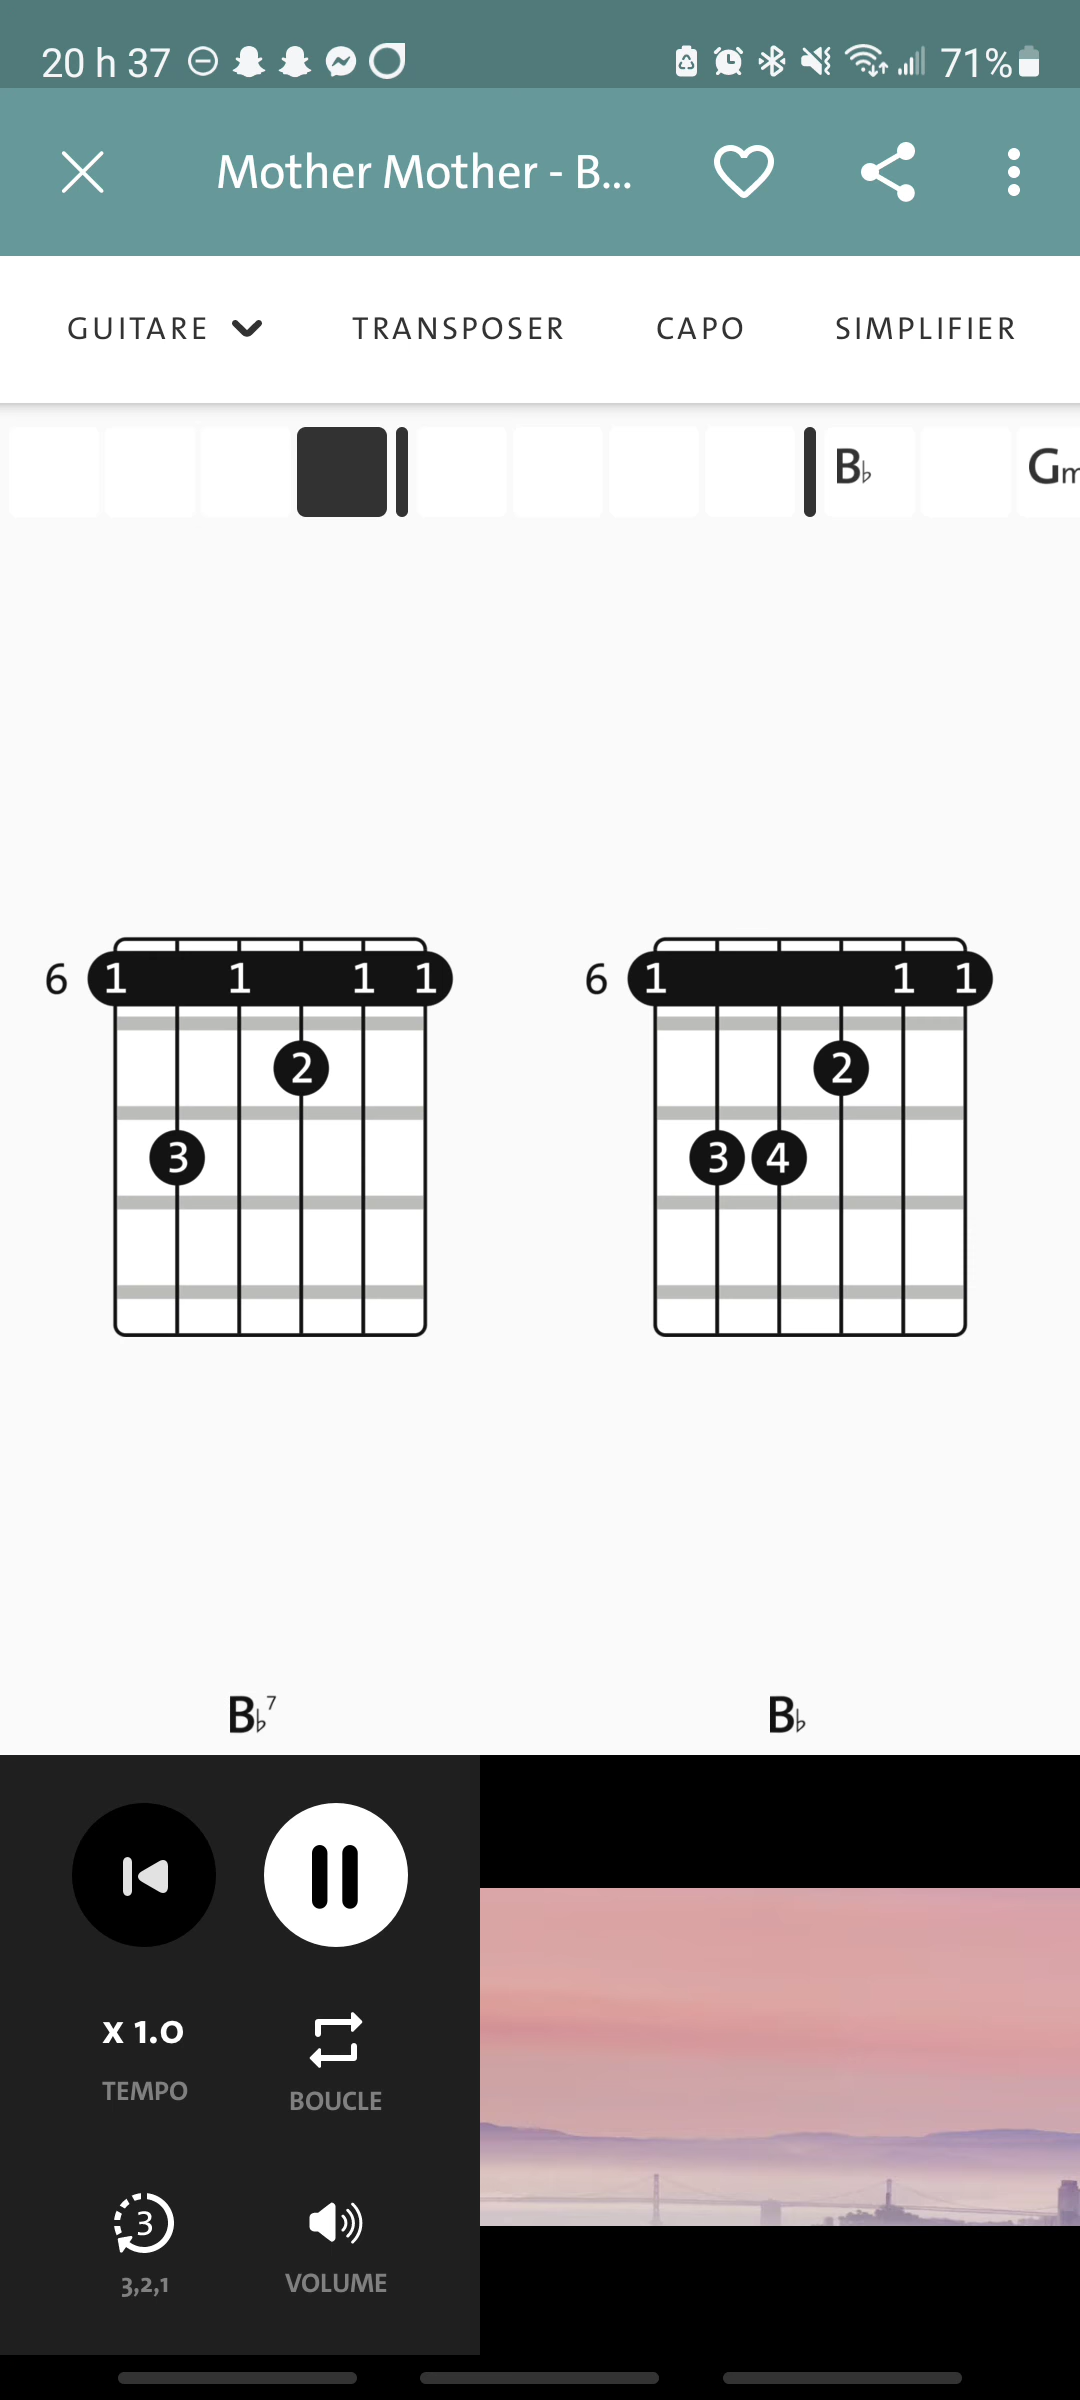 20 h 37 71%
Mother Mother - B...
GUITARE TRANSPOSER CAPO SIMPLIFIER
B♭ Gm
6 1 1 1 1 6 1 1 1
2 2
3 3 4
B♭7 B♭
x 1.0
TEMPO BOUCLE
3
3,2,1 VOLUME